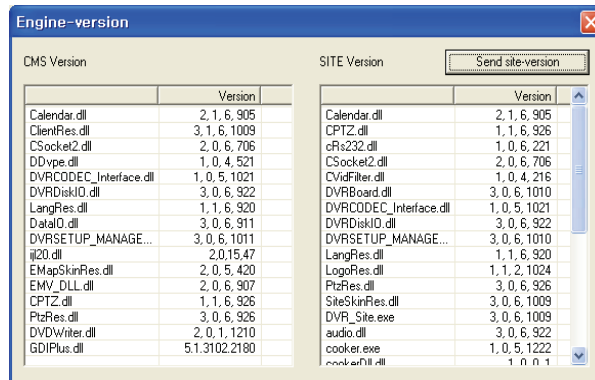 Engine-version
CMS Version
Version
Calendar.dll 2, 1, 6, 905
ClientRes.dll 3, 1, 6, 1009
CSocket2.dll 2, 0, 6, 706
DDvpe.dll 1, 0, 4, 521
DVRCODEC_Interface.dll 1, 0, 5, 1021
DVRDiskIO.dll 3, 0, 6, 922
LangRes.dll 1, 1, 6, 920
DataIO.dll 3, 0, 6, 911
DVRSETUP_MANAGE... 3, 0, 6, 1011
ijl20.dll 2,0,15,47
EMapSkinRes.dll 2, 0, 5, 420
EMV_DLL.dll 2, 0, 6, 907
CPTZ.dll 1, 1, 6, 926
PtzRes.dll 3, 0, 6, 926
DVDWriter.dll 2, 0, 1, 1210
GDIPlus.dll 5.1.3102.2180
SITE Version
Send site-version
Version
Calendar.dll 2, 1, 6, 905
CPTZ.dll 1, 1, 6, 926
cRs232.dll 1, 0, 6, 221
CSocket2.dll 2, 0, 6, 706
CVidFilter.dll 1, 0, 4, 216
DVRBoard.dll 3, 0, 6, 1010
DVRCODEC_Interface.dll 1, 0, 5, 1021
DVRDiskIO.dll 3, 0, 6, 922
DVRSETUP_MANAGE... 3, 0, 6, 1010
LangRes.dll 1, 1, 6, 920
LogoRes.dll 1, 1, 2, 1024
PtzRes.dll 3, 0, 6, 926
SiteSkinRes.dll 3, 0, 6, 1009
DVR_Site.exe 3, 0, 6, 1009
audio.dll 3, 0, 6, 922
cooker.exe 1, 0, 5, 1222
cookerDll.dll 1, 0, 0, 1